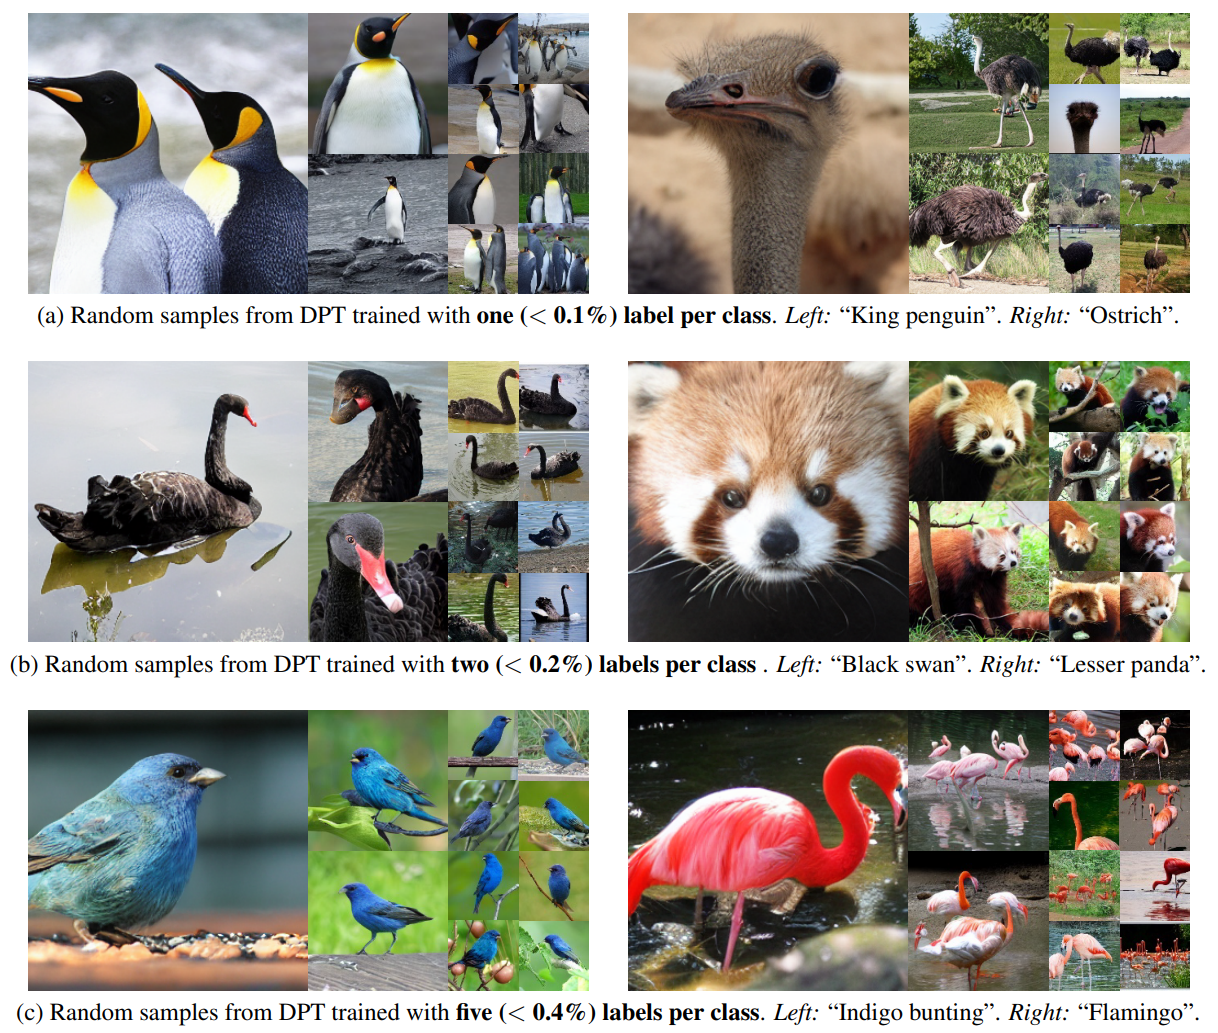 (a) Random samples from DPT trained with one (< 0.1%) label per class. Left: “King penguin”. Right: “Ostrich”.
(b) Random samples from DPT trained with two (< 0.2%) labels per class . Left: “Black swan”. Right: “Lesser panda”.
(c) Random samples from DPT trained with five (< 0.4%) labels per class. Left: “Indigo bunting”. Right: “Flamingo”.